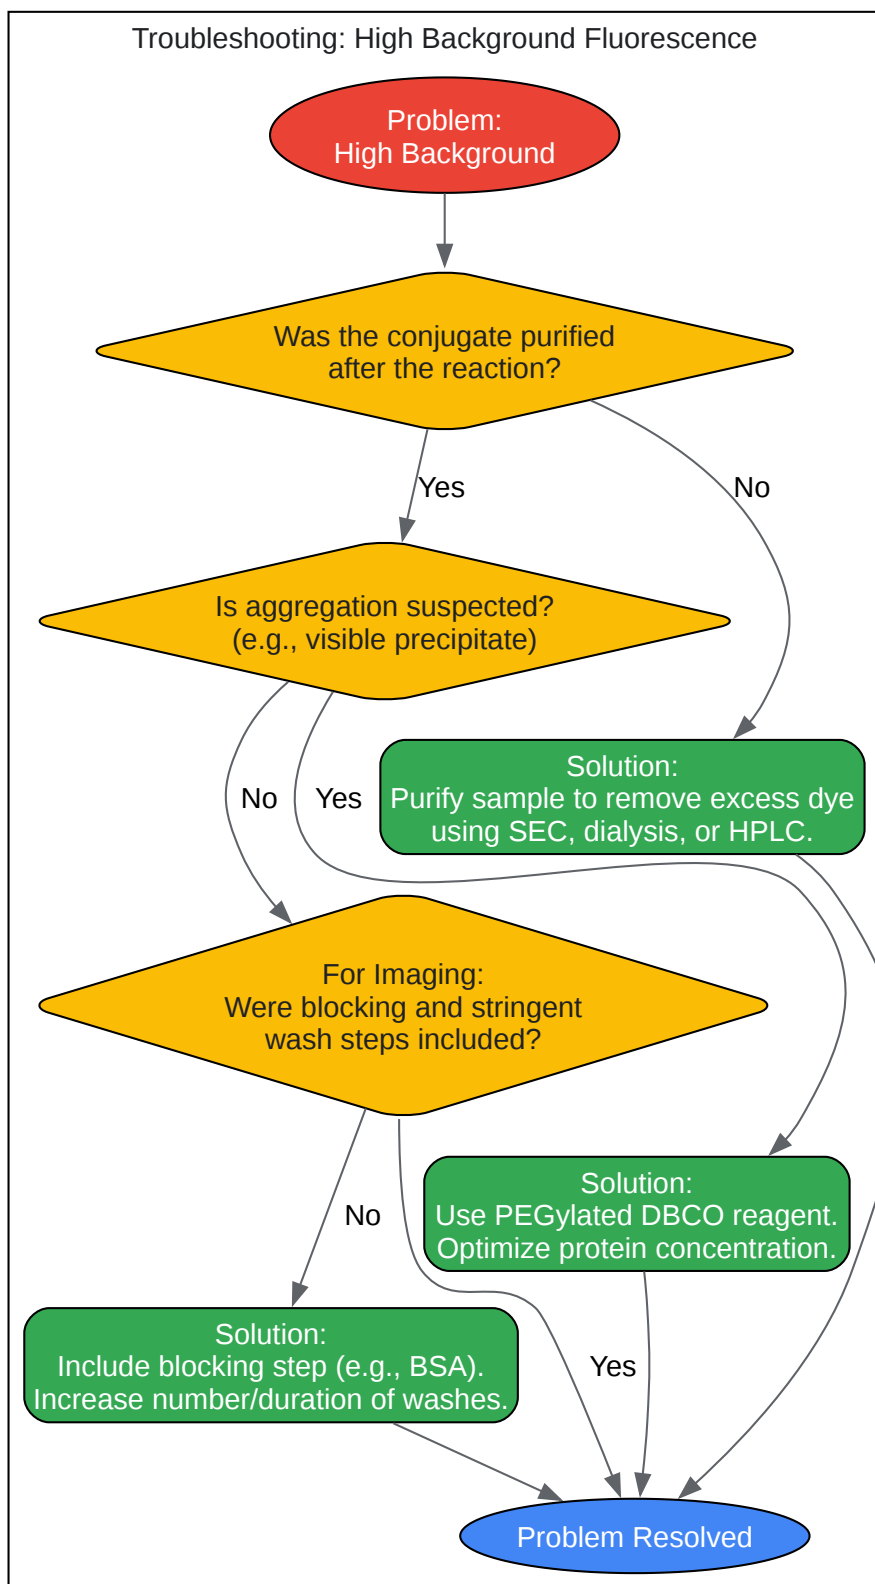 Troubleshooting: High Background Fluorescence
Problem:
High Background
Was the conjugate purified
after the reaction?
Yes
No
Is aggregation suspected?
(e.g., visible precipitate)
No
Yes
Solution:
Purify sample to remove excess dye
using SEC, dialysis, or HPLC.
For Imaging:
Were blocking and stringent
wash steps included?
No
Solution:
Use PEGylated DBCO reagent.
Optimize protein concentration.
Yes
Solution:
Include blocking step (e.g., BSA).
Increase number/duration of washes.
Problem Resolved